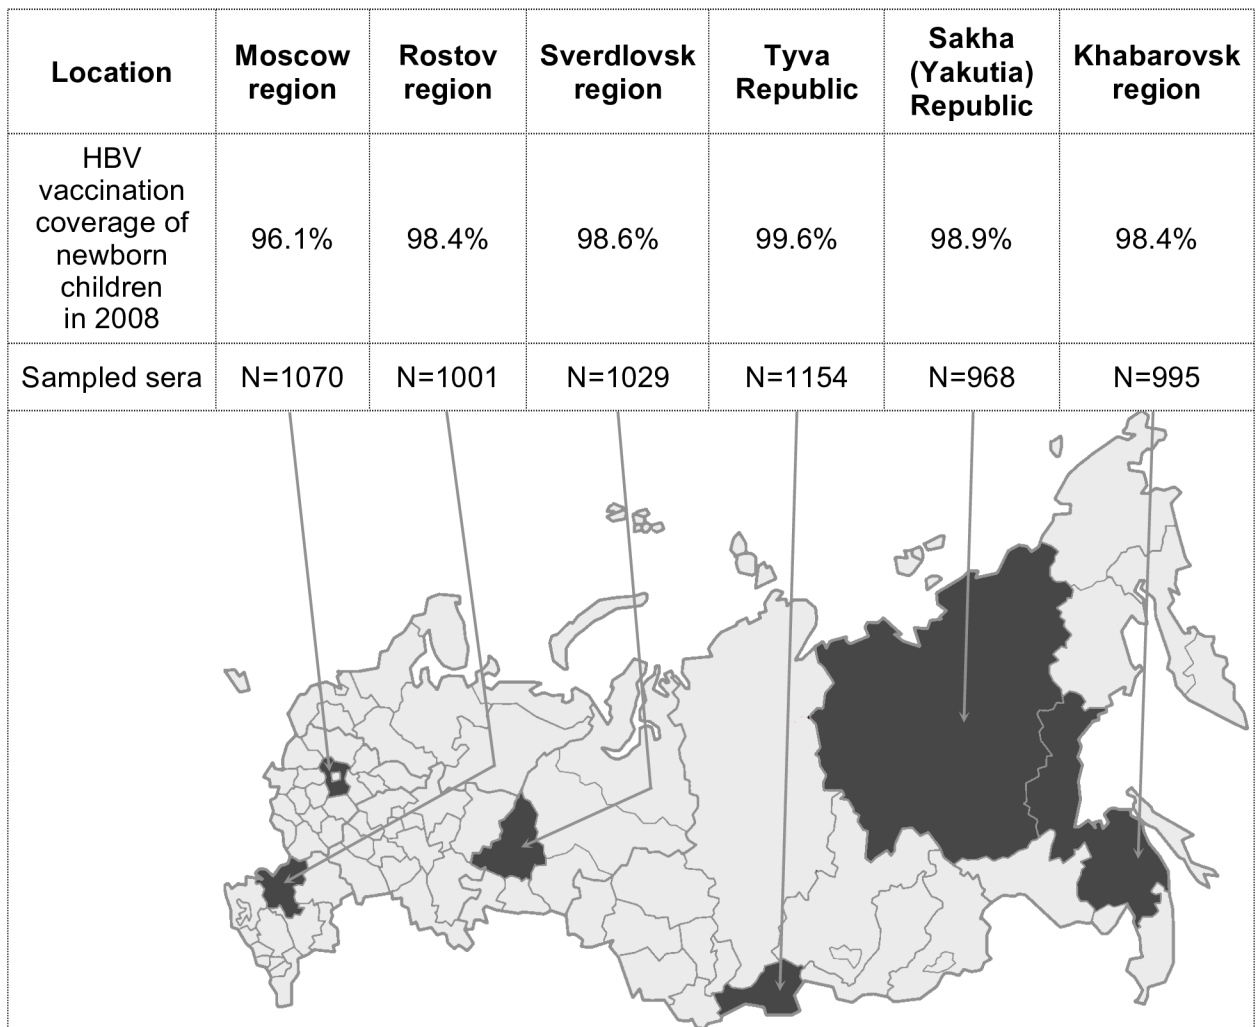 Location
Moscow
region
Rostov
region
Sverdlovsk
region
Tyva
Republic
Sakha
(Yakutia)
Republic
Khabarovsk
region
HBV
vaccination
coverage of
newborn
children
in 2008
96.1%
98.4%
98.6%
99.6%
98.9%
98.4%
Sampled sera
N=1070
N=1001
N=1029
N=1154
N=968
N=995